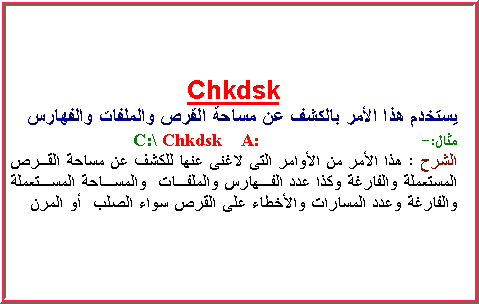 Chkdsk
يستخدم هذا الأمر بالكشف عن مساحة القرص والملفات والفهارس
مثال:- C:\ Chkdsk A:
الشرح : هذا الأمر من الأوامر التى لاغنى عنها للكشف عن مساحة القرص
المستعملة والفارغة وكذا عدد الفهارس والملفات والمساحة المستعملة
والفارغة وعدد المسارات والأخطاء على القرص سواء الصلب أو المرن